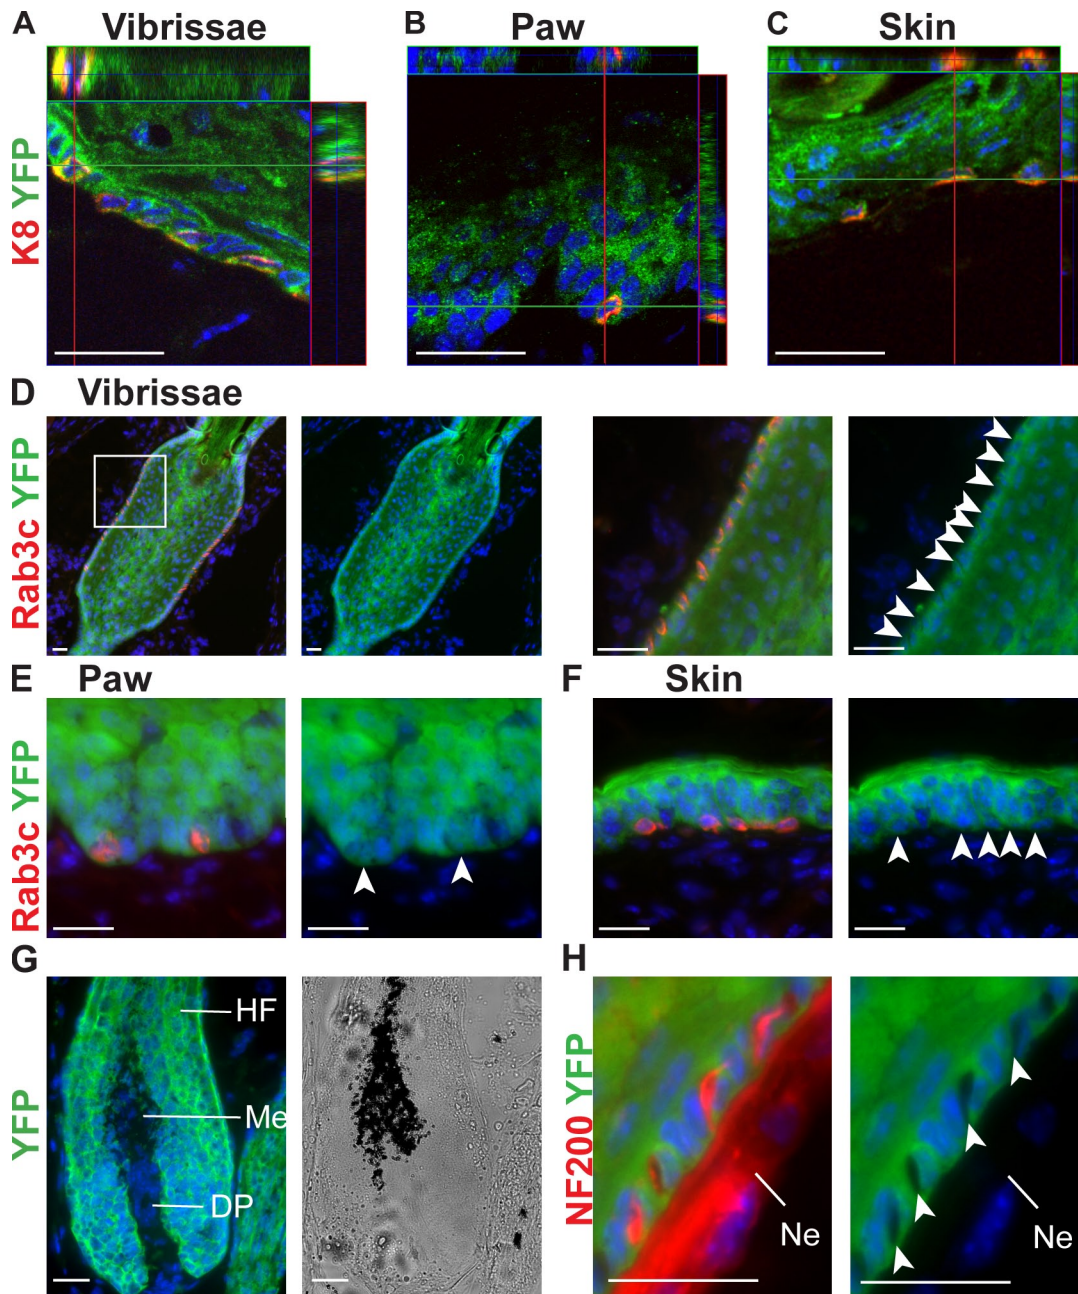 A Vibrissae
B Paw
C Skin
K8 YFP
D Vibrissae
Rab3c YFP
E Paw
F Skin
Rab3c YFP
G
H
YFP
HF
Me
DP
NF200 YFP
Ne
Ne